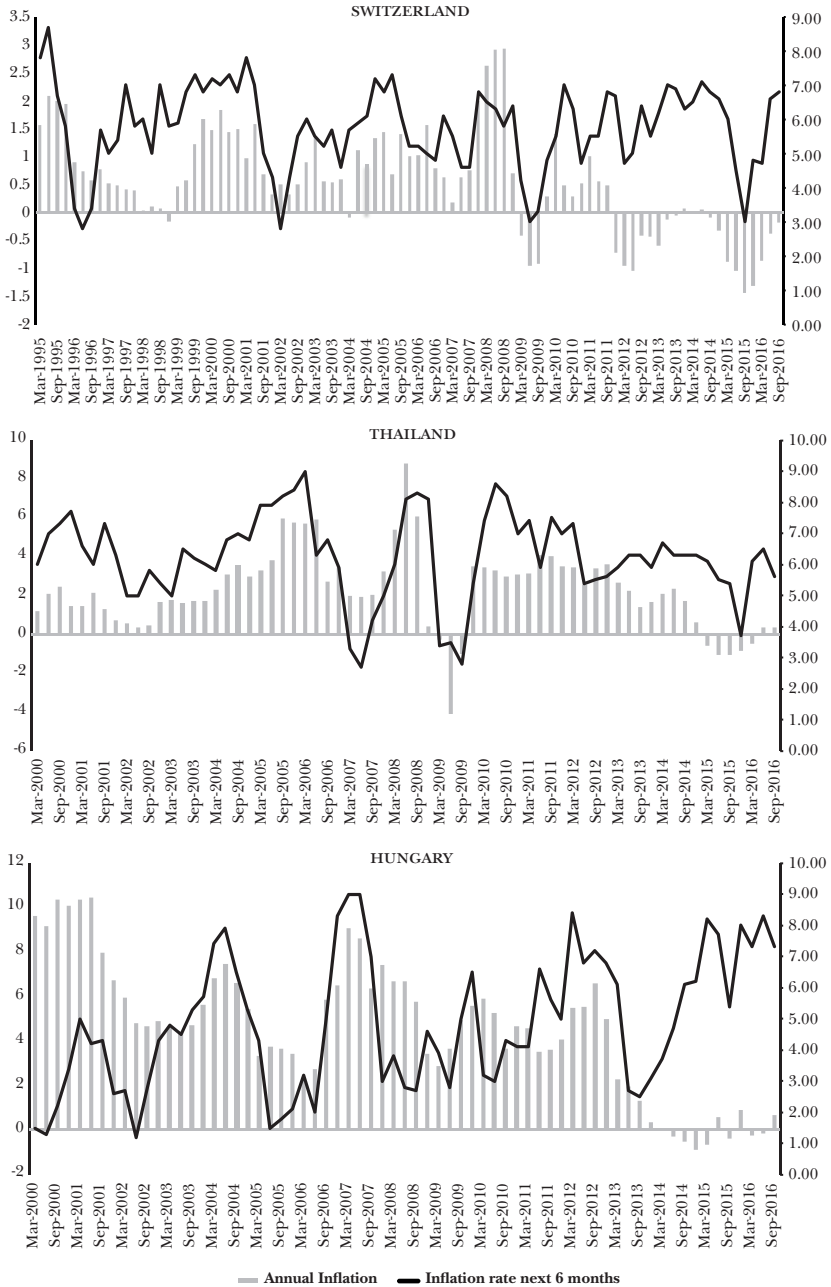 SWITZERLAND
3.5
3
2.5
2
1.5
1
0.5
0
-0.5
-1
-1.5
-2
9.00
8.00
7.00
6.00
5.00
4.00
3.00
2.00
1.00
0.00
Mar-1995
Sep-1995
Mar-1996
Sep-1996
Mar-1997
Sep-1997
Mar-1998
Sep-1998
Mar-1999
Sep-1999
Mar-2000
Sep-2000
Mar-2001
Sep-2001
Mar-2002
Sep-2002
Mar-2003
Sep-2003
Mar-2004
Sep-2004
Mar-2005
Sep-2005
Mar-2006
Sep-2006
Mar-2007
Sep-2007
Mar-2008
Sep-2008
Mar-2009
Sep-2009
Mar-2010
Sep-2010
Mar-2011
Sep-2011
Mar-2012
Sep-2012
Mar-2013
Sep-2013
Mar-2014
Sep-2014
Mar-2015
Sep-2015
Mar-2016
Sep-2016
THAILAND
10
8
6
4
2
0
-2
-4
-6
10.00
9.00
8.00
7.00
6.00
5.00
4.00
3.00
2.00
1.00
0.00
Mar-2000
Sep-2000
Mar-2001
Sep-2001
Mar-2002
Sep-2002
Mar-2003
Sep-2003
Mar-2004
Sep-2004
Mar-2005
Sep-2005
Mar-2006
Sep-2006
Mar-2007
Sep-2007
Mar-2008
Sep-2008
Mar-2009
Sep-2009
Mar-2010
Sep-2010
Mar-2011
Sep-2011
Mar-2012
Sep-2012
Mar-2013
Sep-2013
Mar-2014
Sep-2014
Mar-2015
Sep-2015
Mar-2016
Sep-2016
HUNGARY
12
10
8
6
4
2
0
-2
10.00
9.00
8.00
7.00
6.00
5.00
4.00
3.00
2.00
1.00
0.00
Mar-2000
Sep-2000
Mar-2001
Sep-2001
Mar-2002
Sep-2002
Mar-2003
Sep-2003
Mar-2004
Sep-2004
Mar-2005
Sep-2005
Mar-2006
Sep-2006
Mar-2007
Sep-2007
Mar-2008
Sep-2008
Mar-2009
Sep-2009
Mar-2010
Sep-2010
Mar-2011
Sep-2011
Mar-2012
Sep-2012
Mar-2013
Sep-2013
Mar-2014
Sep-2014
Mar-2015
Sep-2015
Mar-2016
Sep-2016
Annual Inflation
Inflation rate next 6 months